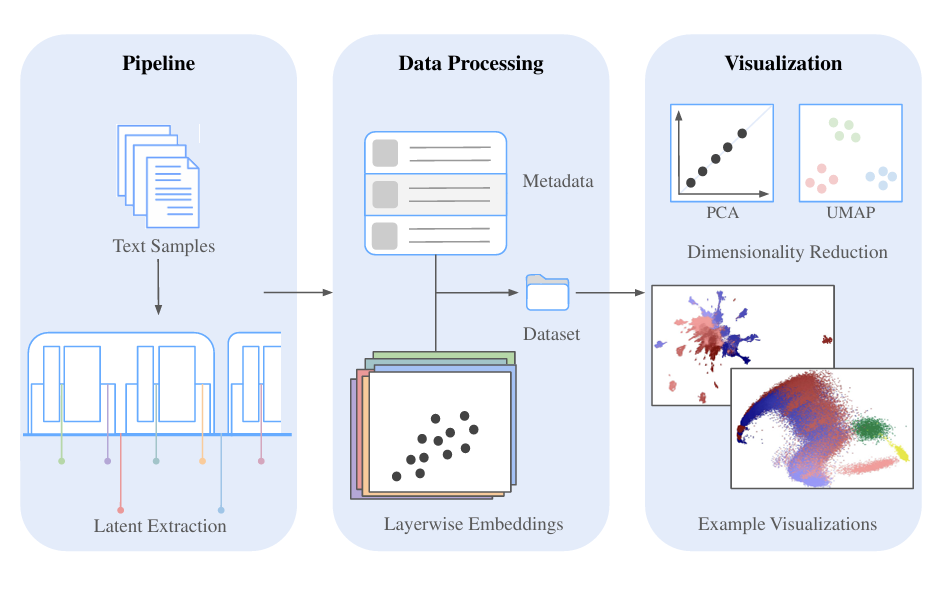 Pipeline
Text Samples
Latent Extraction
Data Processing
Metadata
Dataset
Layerwise Embeddings
Visualization
PCA
UMAP
Dimensionality Reduction
Example Visualizations